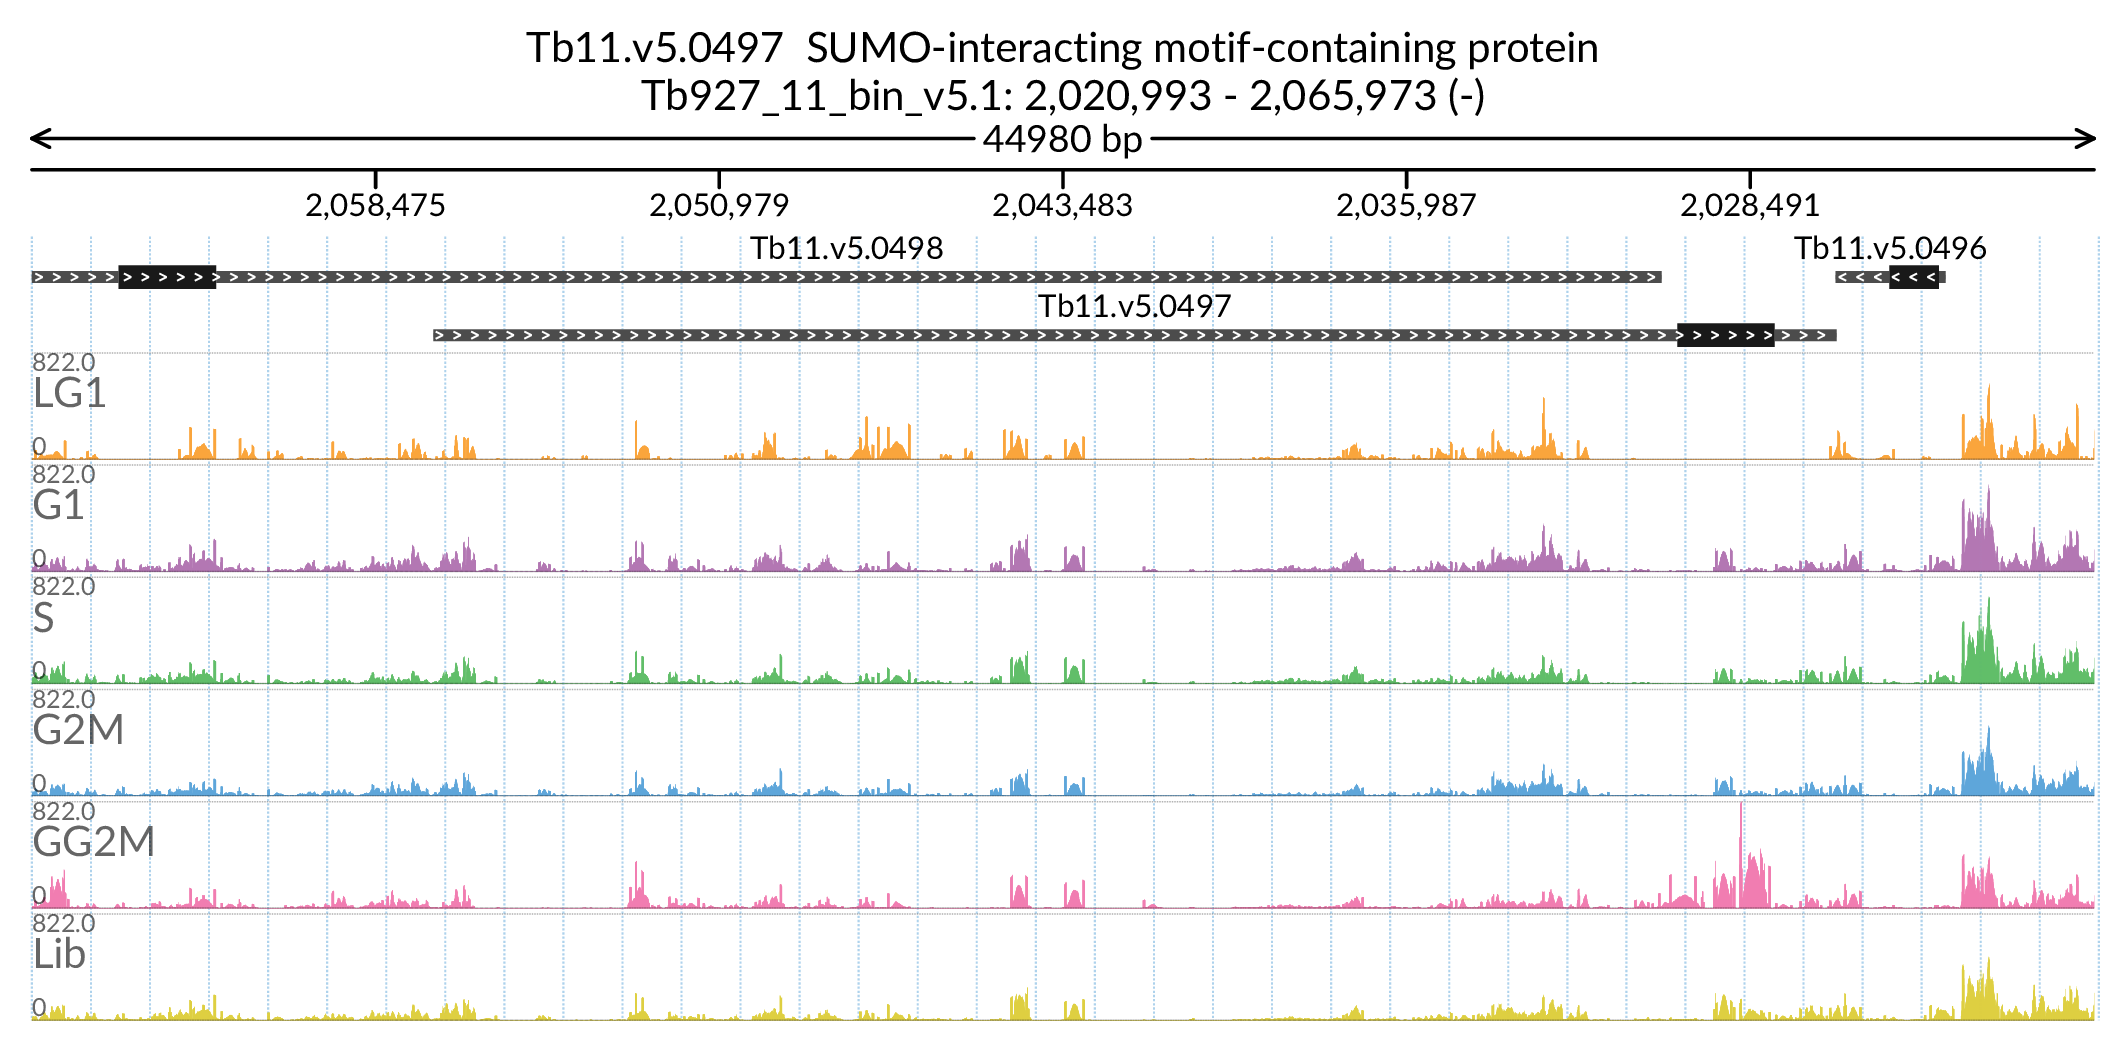 Tb11.v5.0497  SUMO-interacting motif-containing protein
Tb927_11_bin_v5.1: 2,020,993 - 2,065,973 (-)
44980 bp
2,058,475 2,050,979 2,043,483 2,035,987 2,028,491
Tb11.v5.0498 Tb11.v5.0496
Tb11.v5.0497
822.0
LG1
0
822.0
G1
0
822.0
S
0
822.0
G2M
0
822.0
GG2M
0
822.0
Lib
0